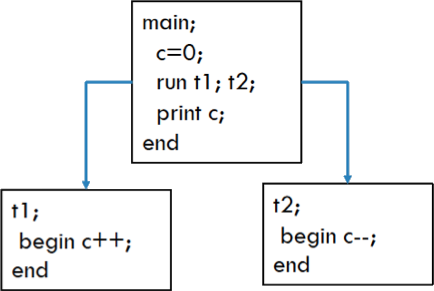 main;
c=0;
run t1; t2;
print c;
end
t1;
begin c++;
end
t2;
begin c--;
end